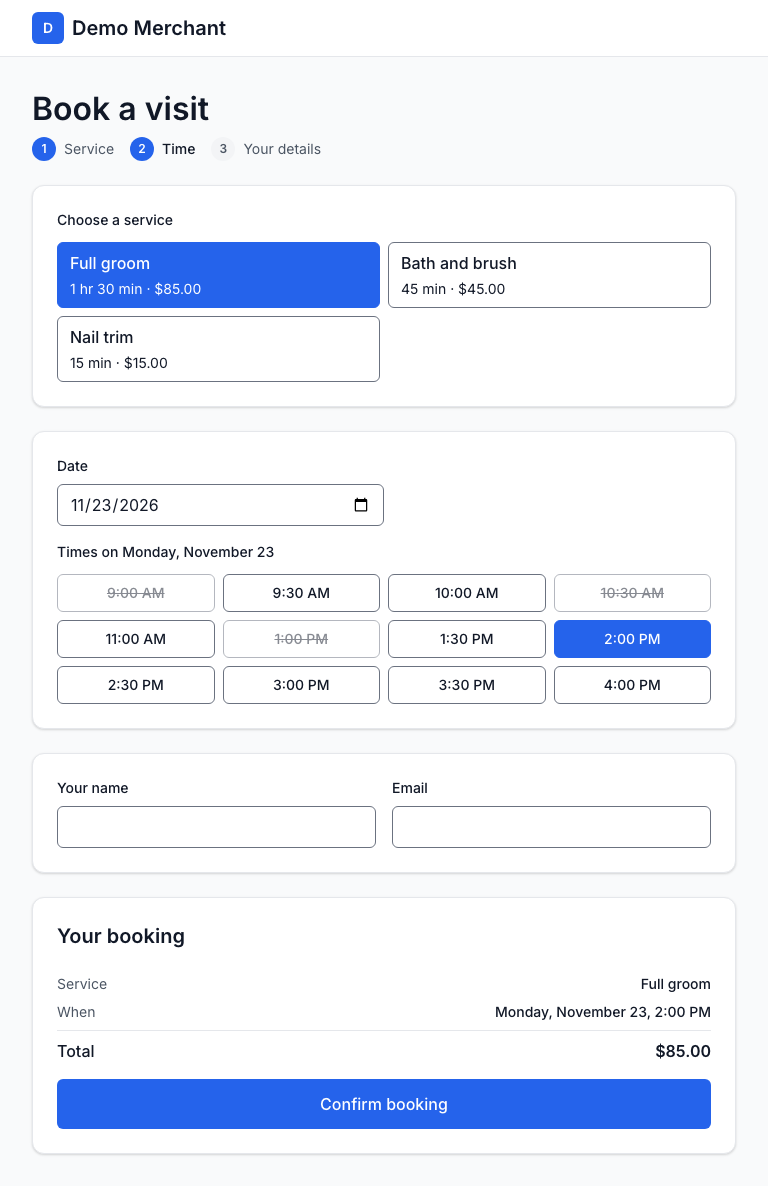 D Demo Merchant
Book a visit
1 Service 2 Time 3 Your details
Choose a service
Full groom
1 hr 30 min · $85.00
Bath and brush
45 min · $45.00
Nail trim
15 min · $15.00
Date
11/23/2026
Times on Monday, November 23
9:00 AM 9:30 AM 10:00 AM 10:30 AM
11:00 AM 1:00 PM 1:30 PM 2:00 PM
2:30 PM 3:00 PM 3:30 PM 4:00 PM
Your name Email
Your booking
Service Full groom
When Monday, November 23, 2:00 PM
Total $85.00
Confirm booking